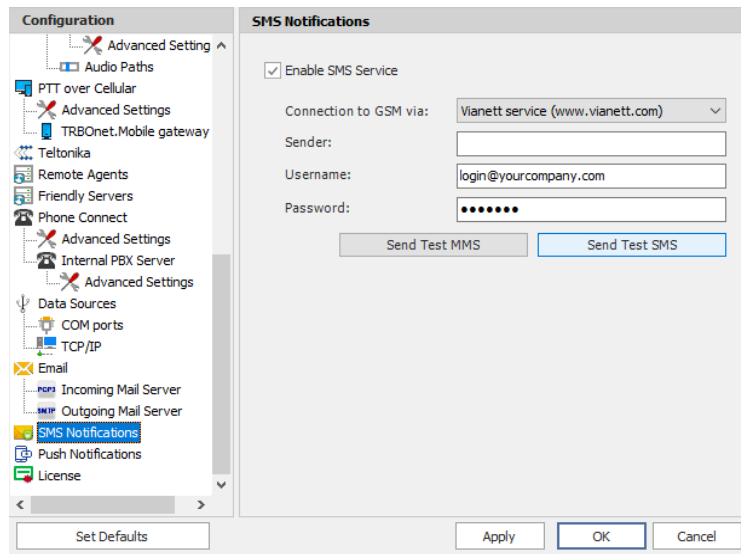 Configuration
Advanced Setting
Audio Paths
PTT over Cellular
Advanced Settings
TRBOnet.Mobile gateway
Teltonika
Remote Agents
Friendly Servers
Phone Connect
Advanced Settings
Internal PBX Server
Advanced Settings
Data Sources
COM ports
TCP/IP
Email
POP3 Incoming Mail Server
SMTP Outgoing Mail Server
SMS Notifications
Push Notifications
License
Set Defaults
SMS Notifications
Enable SMS Service
Connection to GSM via: Vianett service (www.vianett.com)
Sender:
Username: login@yourcompany.com
Password: •••••••
Send Test MMS Send Test SMS
Apply OK Cancel